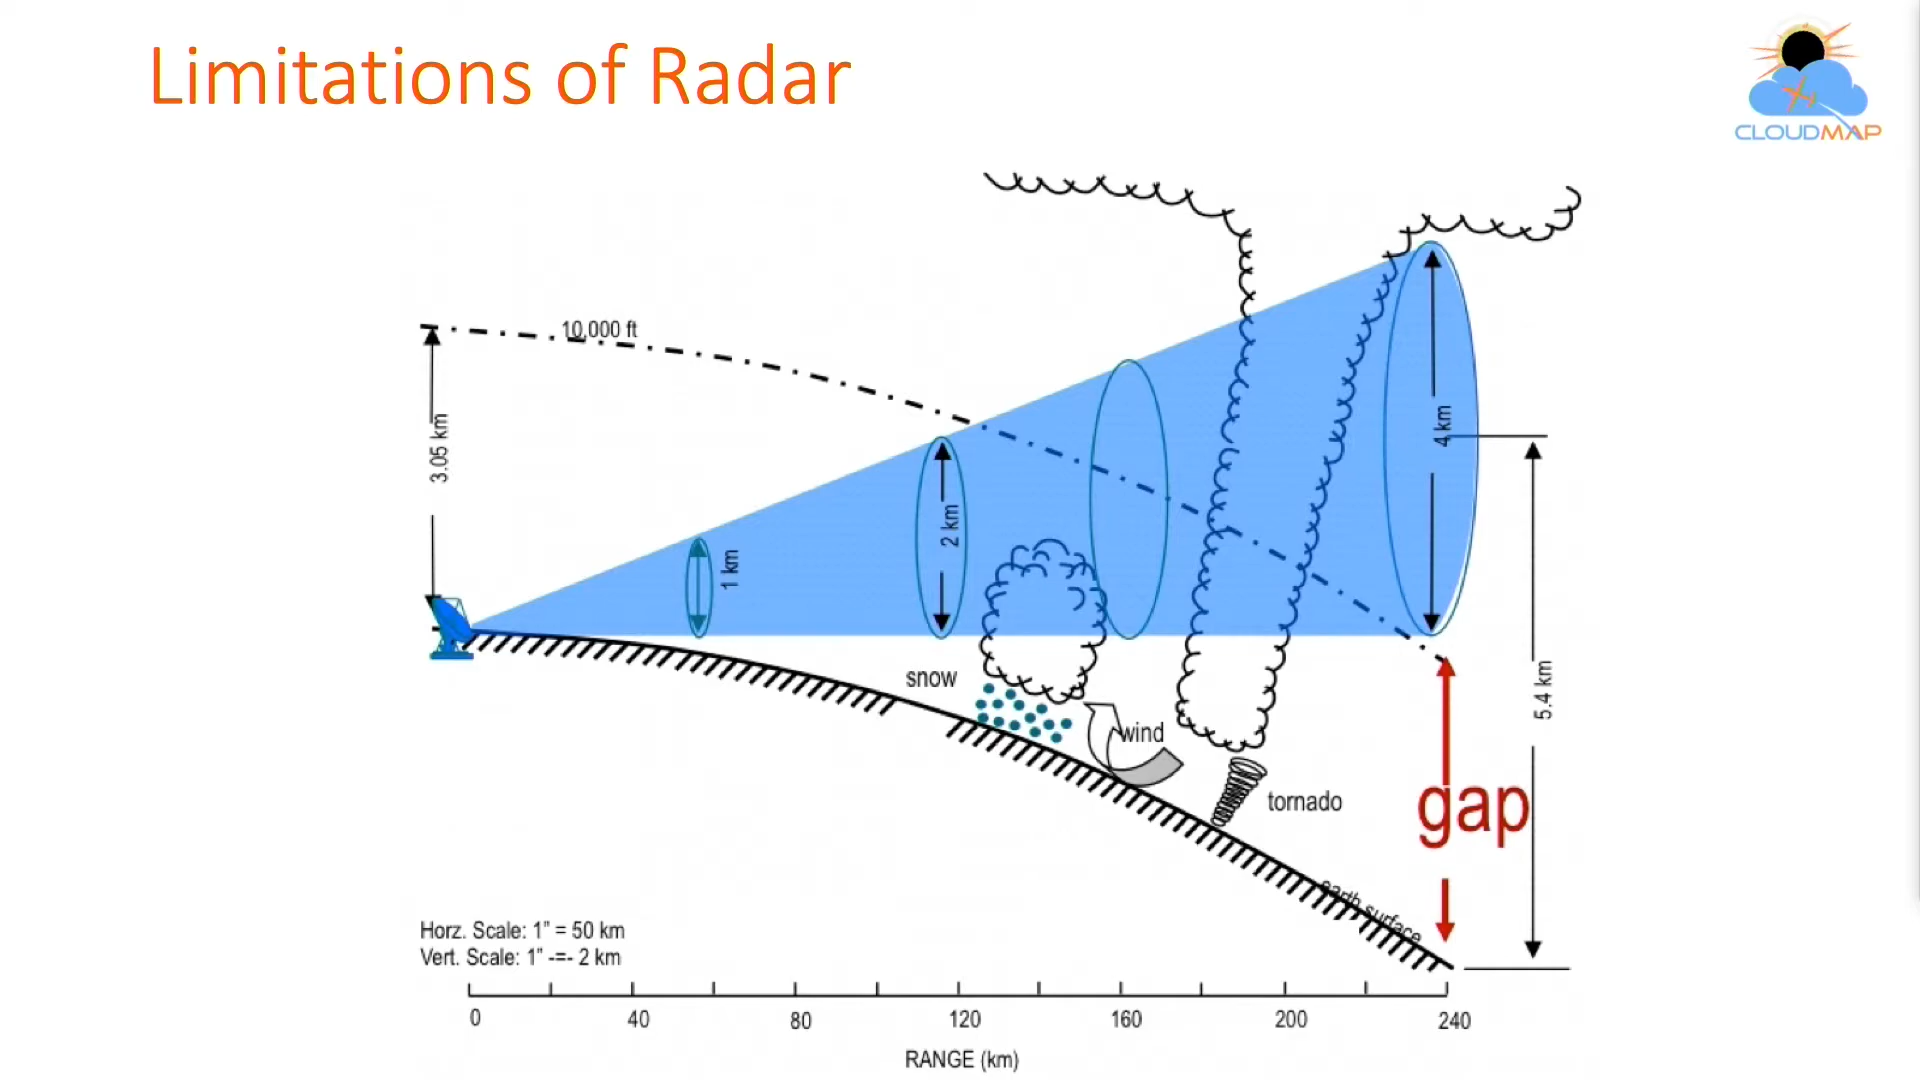 Limitations of Radar
CLOUDMAP
10,000 ft
3.05 km
1 km
2 km
4 km
5.4 km
snow
wind
tornado
gap
earth surface
Horz. Scale: 1" = 50 km
Vert. Scale: 1" -=- 2 km
0 40 80 120 160 200 240
RANGE (km)